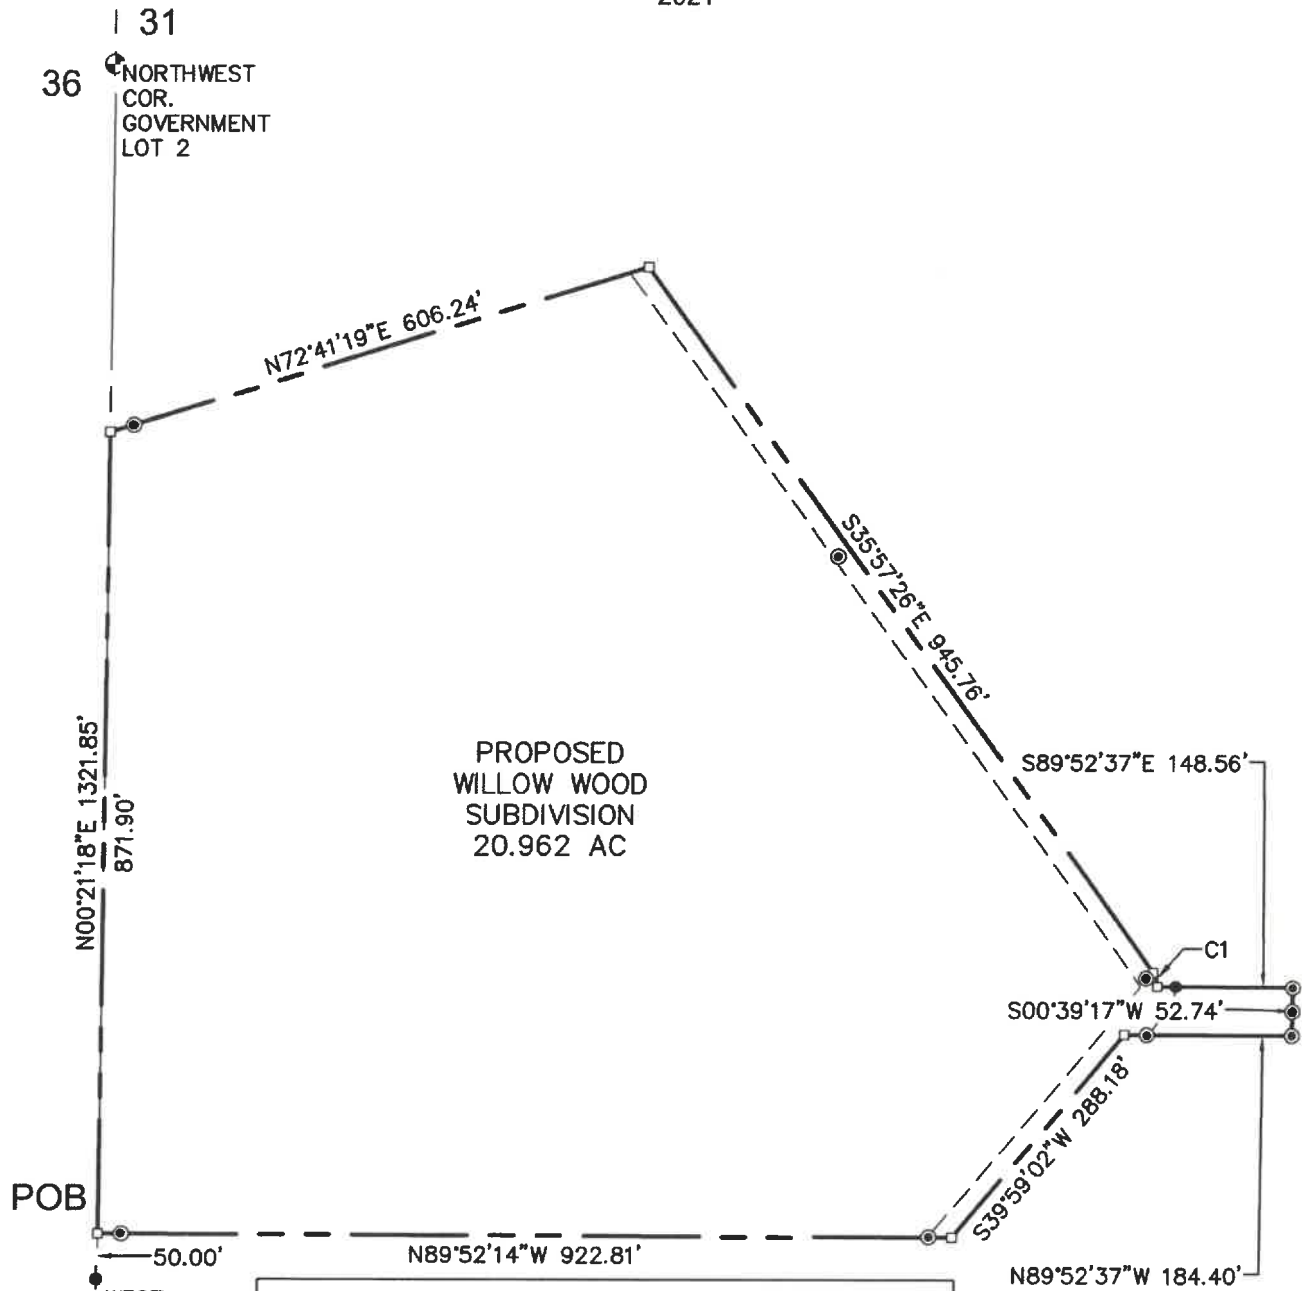 31
36
NORTHWEST
COR.
GOVERNMENT
LOT 2
N72°41'19"E 606.24'
S35°57'26"E 945.76'
N00°21'18"E 1321.85'
871.90'
PROPOSED
WILLOW WOOD
SUBDIVISION
20.962 AC
S89°52'37"E 148.56'
C1
S00°39'17"W 52.74'
S39°59'02"W 288.18'
POB
50.00'
N89°52'14"W 922.81'
N89°52'37"W 184.40'